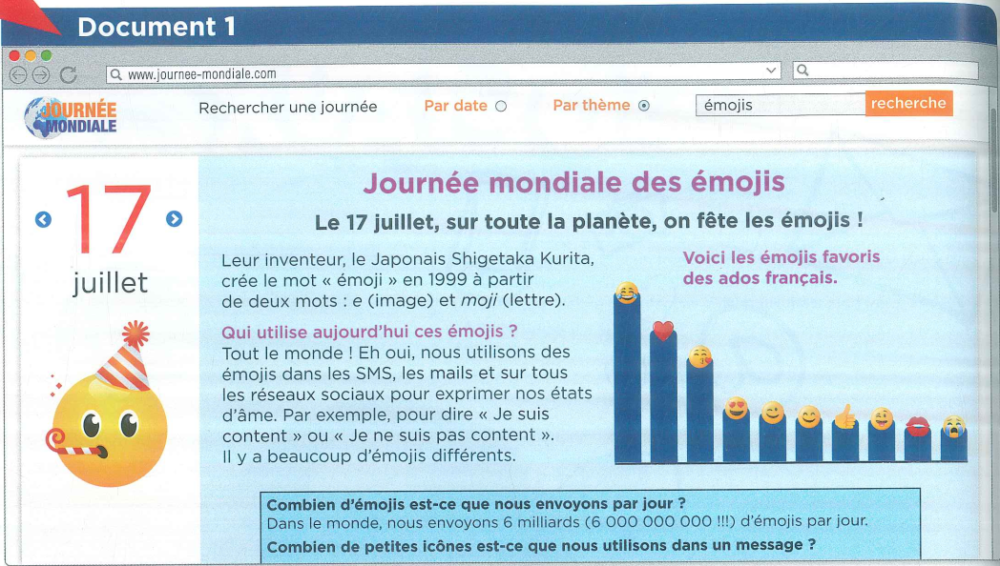 Document 1
www.journee-mondiale.com
JOURNÉE
MONDIALE
Rechercher une journée
Par date
Par thème
émojis
recherche
17
juillet
Journée mondiale des émojis
Le 17 juillet, sur toute la planète, on fête les émojis !
Leur inventeur, le Japonais Shigetaka Kurita,
crée le mot « émoji » en 1999 à partir
de deux mots : e (image) et moji (lettre).
Qui utilise aujourd'hui ces émojis ?
Tout le monde ! Eh oui, nous utilisons des
émojis dans les SMS, les mails et sur tous
les réseaux sociaux pour exprimer nos états
d'âme. Par exemple, pour dire « Je suis
content » ou « Je ne suis pas content ».
Il y a beaucoup d'émojis différents.
Voici les émojis favoris
des ados français.
Combien d'émojis est-ce que nous envoyons par jour ?
Dans le monde, nous envoyons 6 milliards (6 000 000 000 !!!) d'émojis par jour.
Combien de petites icônes est-ce que nous utilisons dans un message ?